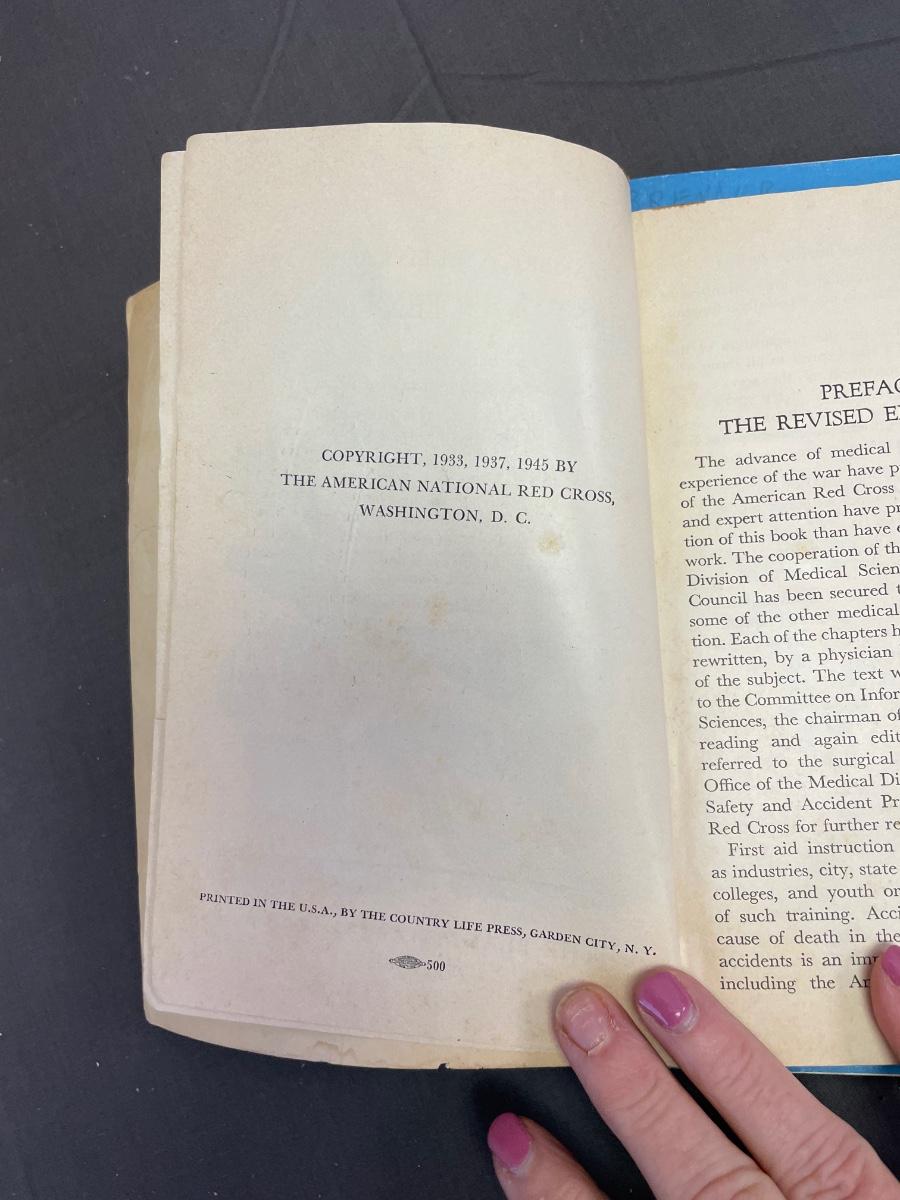 COPYRIGHT, 1933, 1937, 1945 BY
THE AMERICAN NATIONAL RED CROSS,
WASHINGTON, D. C.
PRINTED IN THE U.S.A., BY THE COUNTRY LIFE PRESS, GARDEN CITY, N. Y.
500
PREFAC
THE REVISED E
The advance of medical
experience of the war have p
of the American Red Cross
and expert attention have pr
tion of this book than have
work. The cooperation of th
Division of Medical Scien
Council has been secured t
some of the other medical
tion. Each of the chapters h
rewritten, by a physician
of the subject. The text w
to the Committee on Infor
Sciences, the chairman of
reading and again edit
referred to the surgical
Office of the Medical Di
Safety and Accident Pr
Red Cross for further re
First aid instruction
as industries, city, state
colleges, and youth or
of such training. Acci
cause of death in the
accidents is an imp
including the Ar